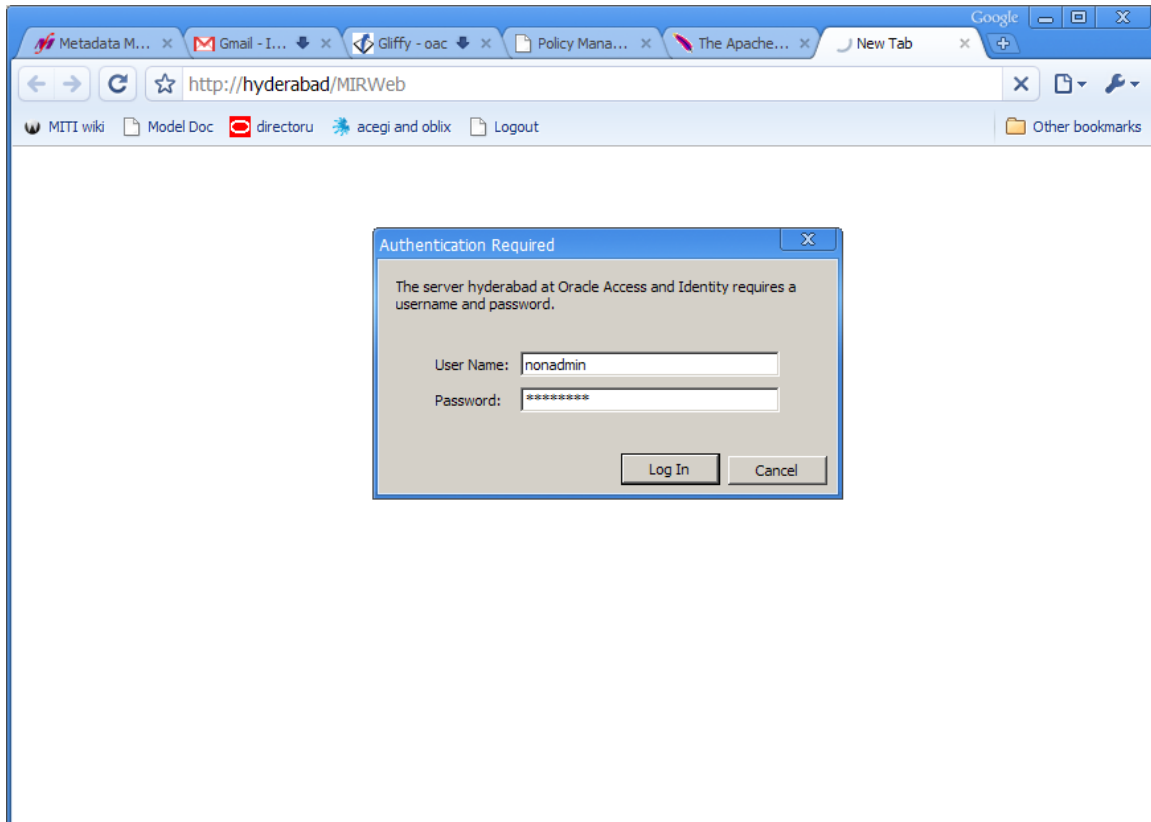 Google
Metadata M...
Gmail - I...
Gliffy - oac
Policy Mana...
The Apache...
New Tab
http://hyderabad/MIRWeb
MITI wiki
Model Doc
directoru
acegi and oblix
Logout
Other bookmarks
Authentication Required
The server hyderabad at Oracle Access and Identity requires a
username and password.
User Name: nonadmin
Password: ********
Log In
Cancel